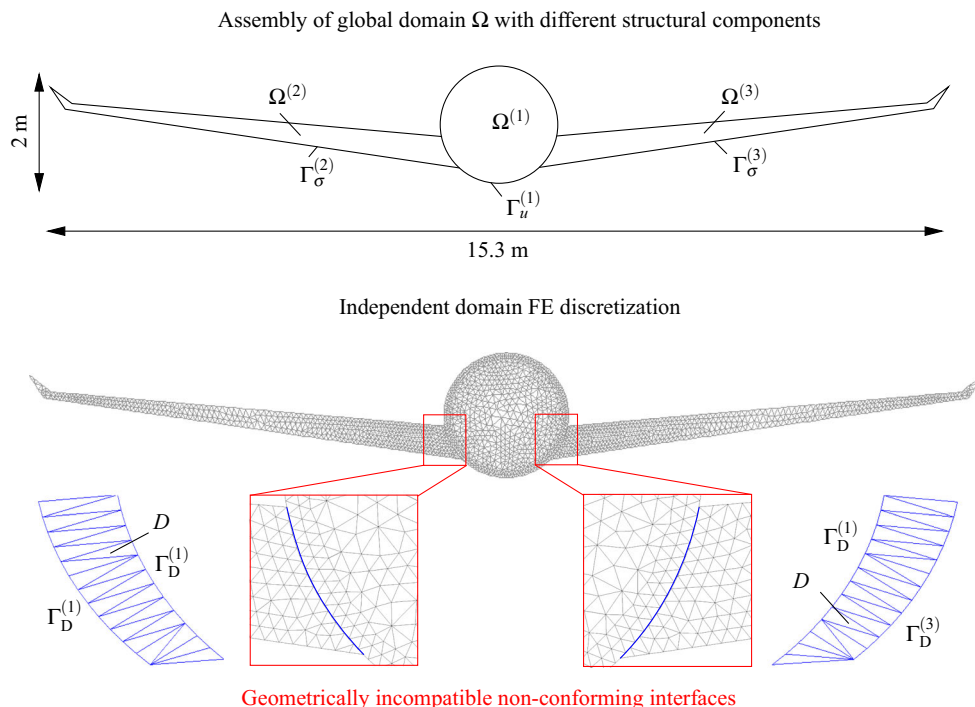 Assembly of global domain Ω with different structural components
2 m
Ω⁽²⁾
Ω⁽¹⁾
Ω⁽³⁾
Γσ⁽²⁾
Γσ⁽³⁾
Γu⁽¹⁾
15.3 m
Independent domain FE discretization
D
ΓD⁽¹⁾
ΓD⁽¹⁾
ΓD⁽¹⁾
D
ΓD⁽³⁾
Geometrically incompatible non-conforming interfaces